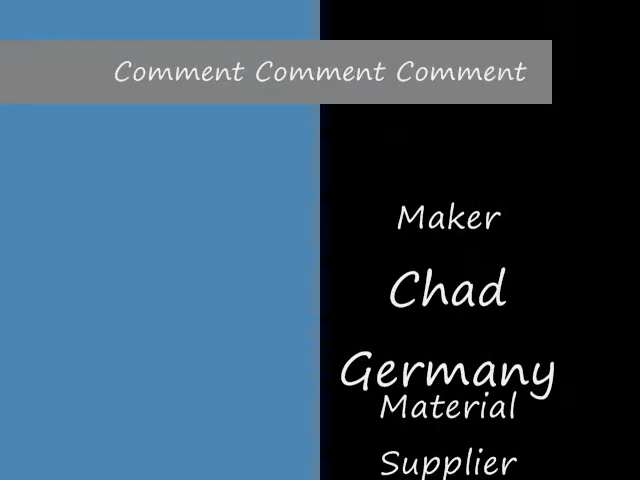 Comment Comment Comment
Maker
Chad
Germany
Material
Supplier